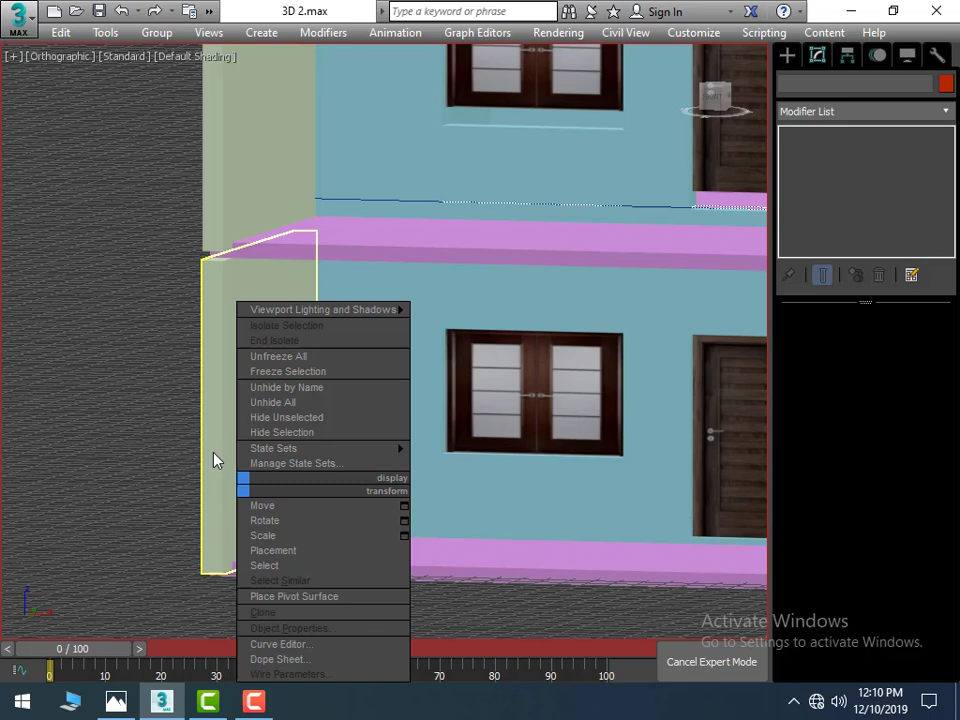 3D 2.max
Type a keyword or phrase
Sign In
MAX
Edit Tools Group Views Create Modifiers Animation Graph Editors Rendering Civil View Customize Scripting Content Help
[+] [Orthographic] [Standard] [Default Shading]
FRONT
Modifier List
Viewport Lighting and Shadows
Isolate Selection
End Isolate
Unfreeze All
Freeze Selection
Unhide by Name
Unhide All
Hide Unselected
Hide Selection
State Sets
Manage State Sets...
display
transform
Move
Rotate
Scale
Placement
Select
Select Similar
Place Pivot Surface
Clone
Object Properties...
Curve Editor...
Dope Sheet...
Wire Parameters...
Activate Windows
Go to Settings to activate Windows.
< 0 / 100 >
Cancel Expert Mode
0 10 20 30 70 80 90 100
12:10 PM
12/10/2019